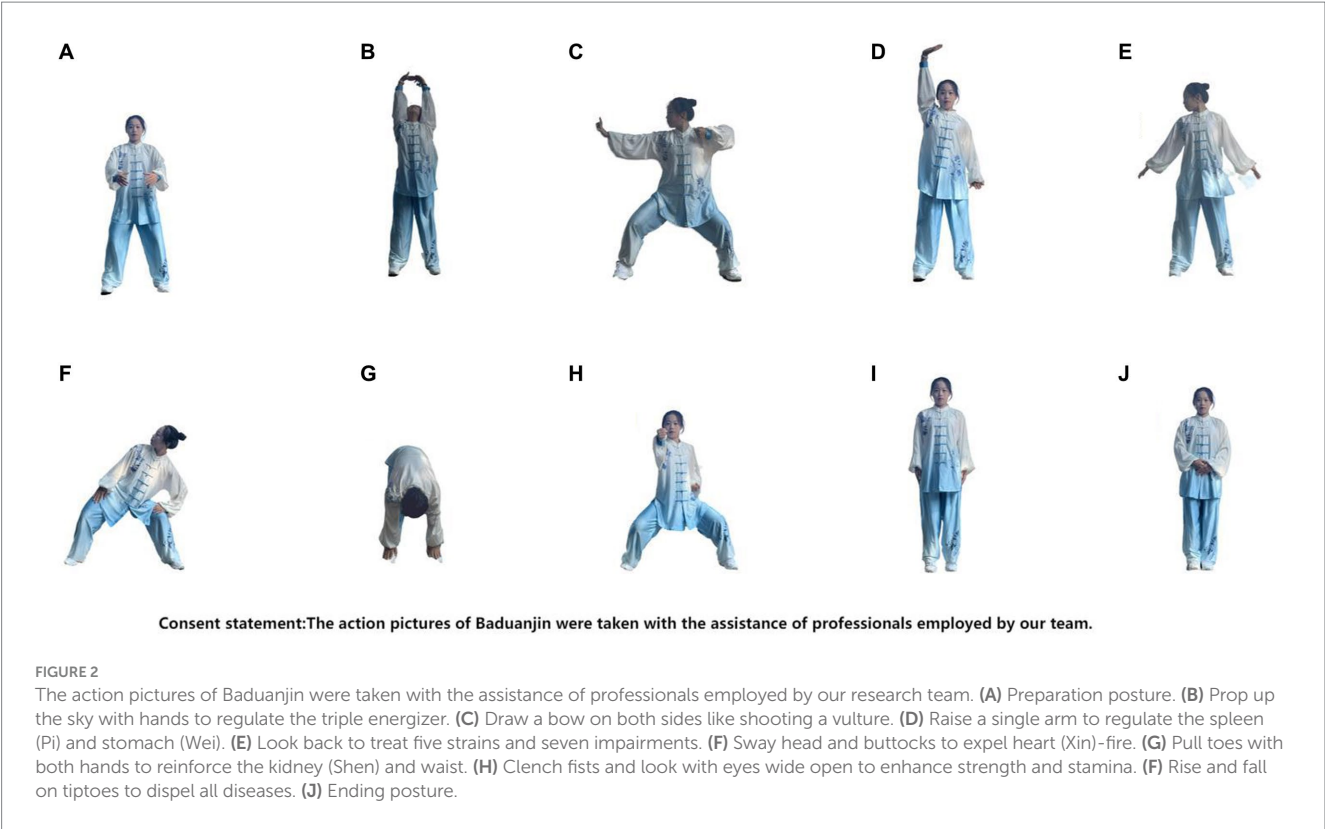 A B C D E
F G H I J
Consent statement:The action pictures of Baduanjin were taken with the assistance of professionals employed by our team.
FIGURE 2
The action pictures of Baduanjin were taken with the assistance of professionals employed by our research team. (A) Preparation posture. (B) Prop up
the sky with hands to regulate the triple energizer. (C) Draw a bow on both sides like shooting a vulture. (D) Raise a single arm to regulate the spleen
(Pi) and stomach (Wei). (E) Look back to treat five strains and seven impairments. (F) Sway head and buttocks to expel heart (Xin)-fire. (G) Pull toes with
both hands to reinforce the kidney (Shen) and waist. (H) Clench fists and look with eyes wide open to enhance strength and stamina. (F) Rise and fall
on tiptoes to dispel all diseases. (J) Ending posture.